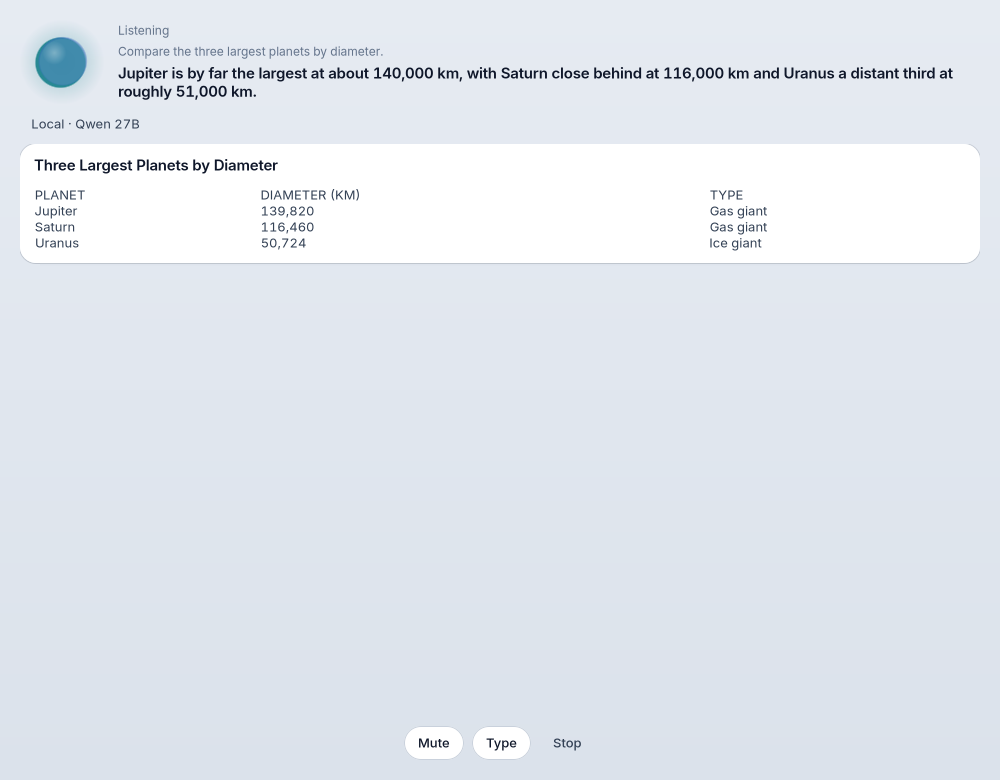 Listening
Compare the three largest planets by diameter.
Jupiter is by far the largest at about 140,000 km, with Saturn close behind at 116,000 km and Uranus a distant third at
roughly 51,000 km.
Local · Qwen 27B
Three Largest Planets by Diameter
PLANET DIAMETER (KM) TYPE
Jupiter 139,820 Gas giant
Saturn 116,460 Gas giant
Uranus 50,724 Ice giant
Mute Type Stop